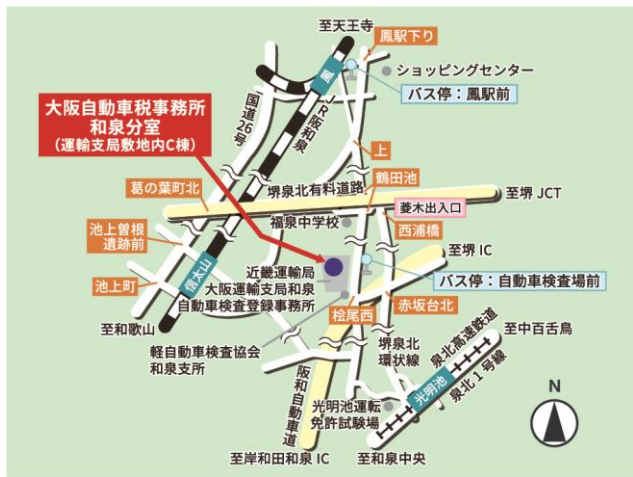 至天王寺
鳳駅下り
ショッピングセンター
鳳
バス停：鳳駅前
大阪自動車税事務所
和泉分室
（運輸支局敷地内C棟）
国道26号
JR阪和泉
上
鶴田池
葛の葉町北
堺泉北有料道路
至堺 JCT
菱木出入口
福泉中学校
西浦橋
池上曽根
遺跡前
至堺 IC
信太山
近畿運輸局
大阪運輸支局和泉
自動車検査登録事務所
バス停：自動車検査場前
池上町
桧尾西
赤坂台北
至和歌山
至中百舌鳥
軽自動車検査協会
和泉支所
堺泉北
環状線
泉北高速鉄道
泉北1号線
阪和自動車道
光明池
光明池運転
免許試験場
至岸和田和泉 IC
至和泉中央
N